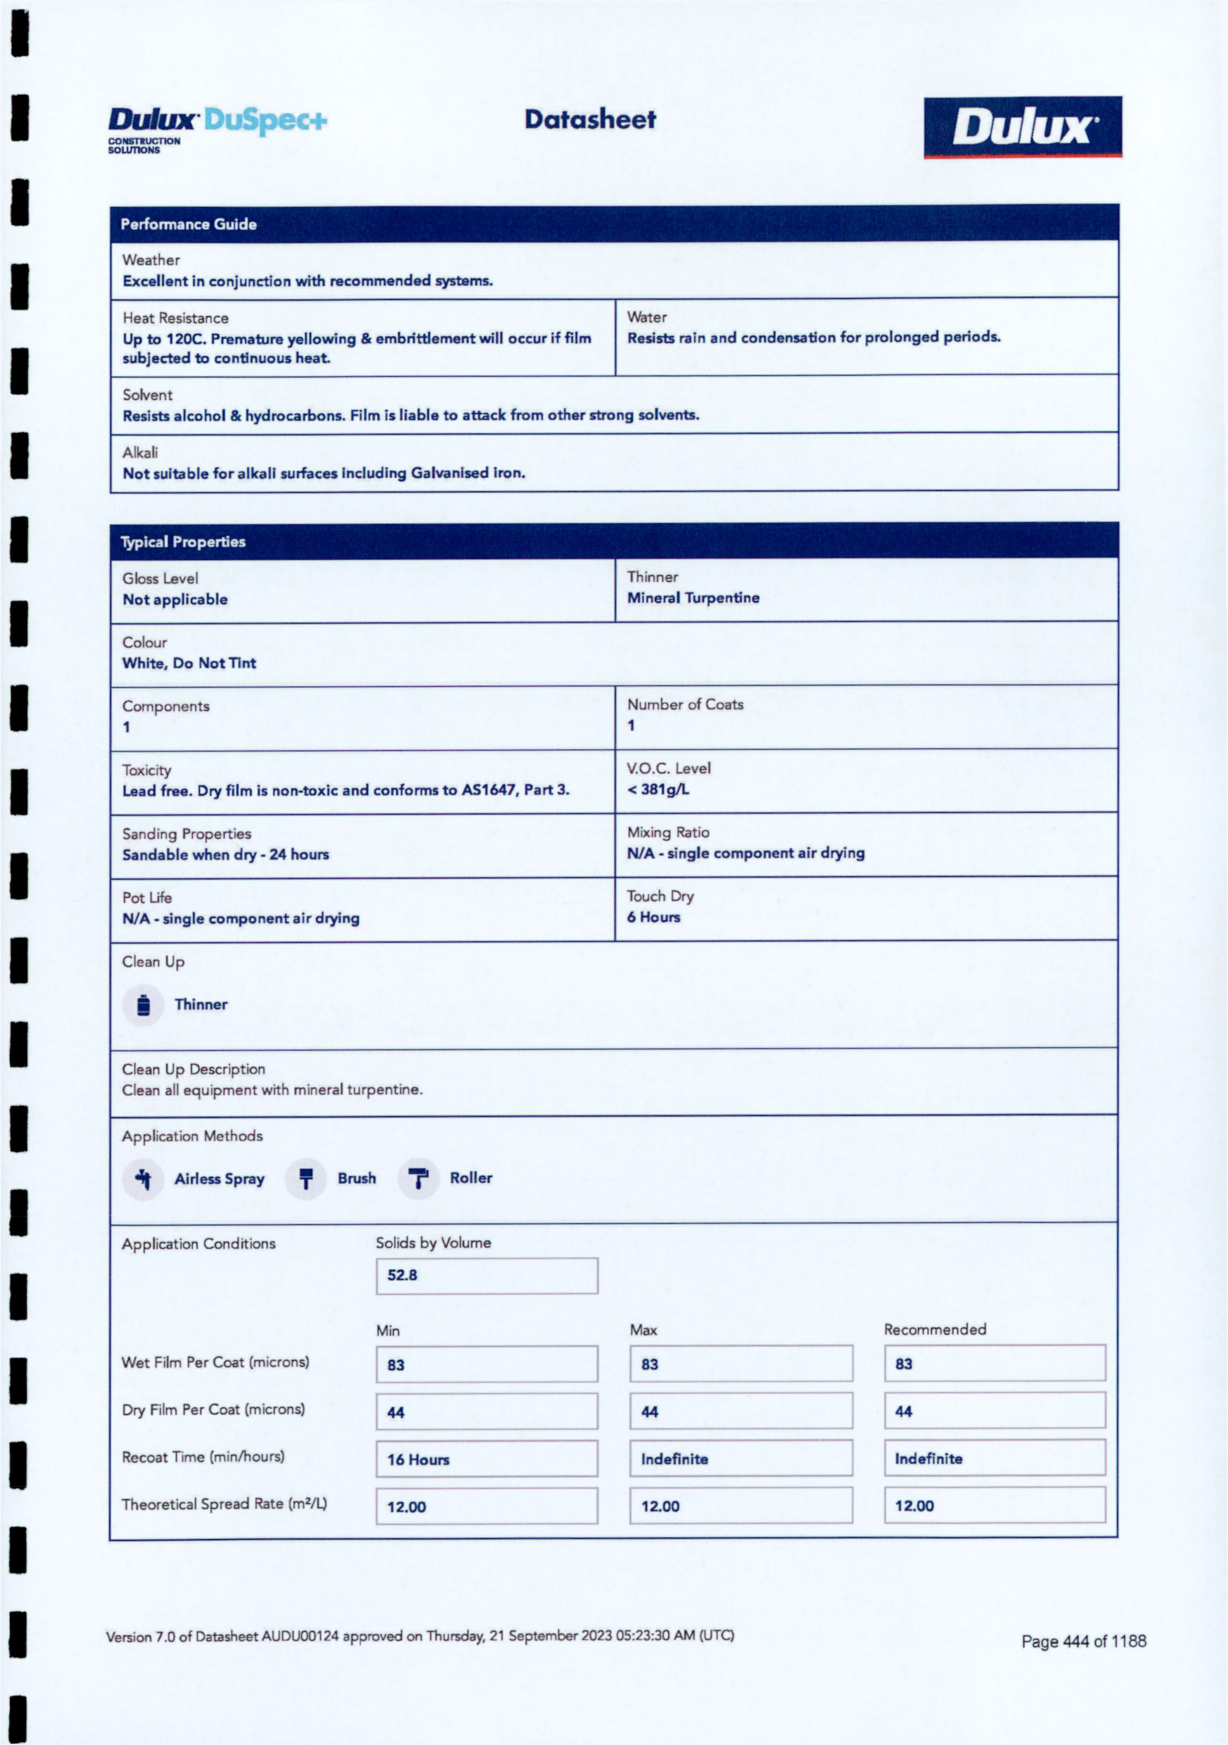 Dulux DuSpec+
CONSTRUCTION
SOLUTIONS
Datasheet
Dulux
Performance Guide
Weather
Excellent in conjunction with recommended systems.
Heat Resistance
Up to 120C. Premature yellowing & embrittlement will occur if film
subjected to continuous heat.
Water
Resists rain and condensation for prolonged periods.
Solvent
Resists alcohol & hydrocarbons. Film is liable to attack from other strong solvents.
Alkali
Not suitable for alkali surfaces including Galvanised iron.
Typical Properties
Gloss Level
Not applicable
Thinner
Mineral Turpentine
Colour
White, Do Not Tint
Components
1
Number of Coats
1
Toxicity
Lead free. Dry film is non-toxic and conforms to AS1647, Part 3.
V.O.C. Level
< 381g/L
Sanding Properties
Sandable when dry - 24 hours
Mixing Ratio
N/A - single component air drying
Pot Life
N/A - single component air drying
Touch Dry
6 Hours
Clean Up
Thinner
Clean Up Description
Clean all equipment with mineral turpentine.
Application Methods
Airless Spray Brush Roller
Application Conditions Solids by Volume
52.8
Min Max Recommended
Wet Film Per Coat (microns) 83 83 83
Dry Film Per Coat (microns) 44 44 44
Recoat Time (min/hours) 16 Hours Indefinite Indefinite
Theoretical Spread Rate (m²/L) 12.00 12.00 12.00
Version 7.0 of Datasheet AUDU00124 approved on Thursday, 21 September 2023 05:23:30 AM (UTC)
Page 444 of 1188